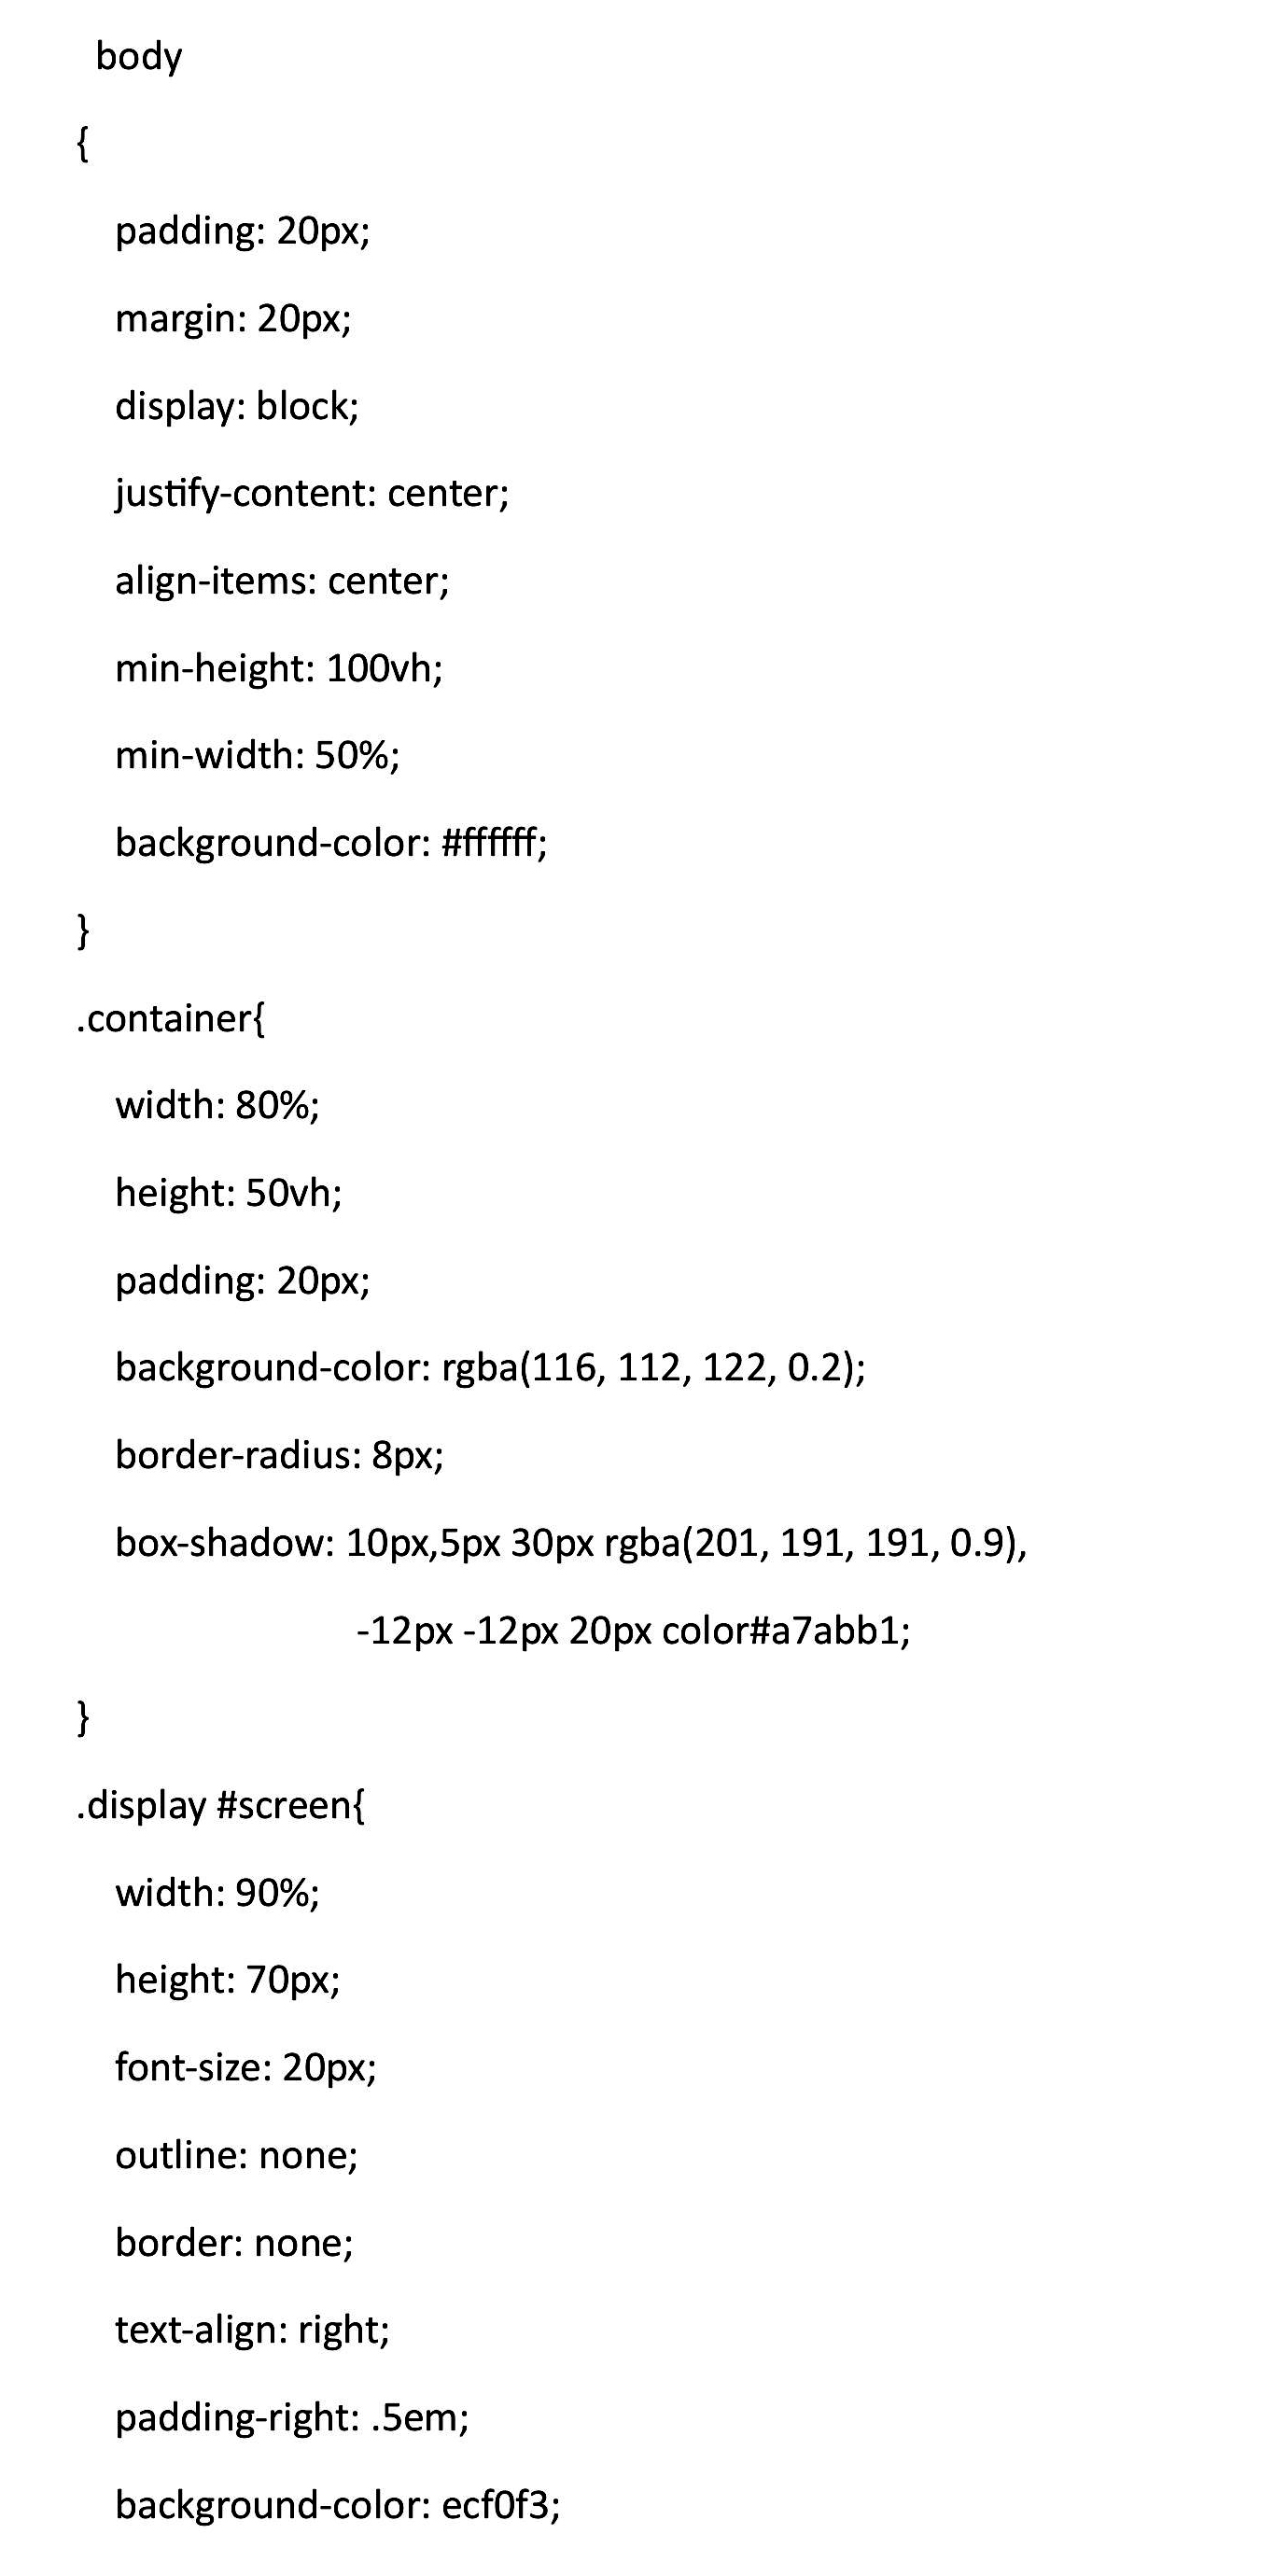 body
{
padding: 20px;
margin: 20px;
display: block;
justify-content: center;
align-items: center;
min-height: 100vh;
min-width: 50%;
background-color: #ffffff;
}
.container{
width: 80%;
height: 50vh;
padding: 20px;
background-color: rgba(116, 112, 122, 0.2);
border-radius: 8px;
box-shadow: 10px,5px 30px rgba(201, 191, 191, 0.9),
-12px -12px 20px color#a7abb1;
}
.display #screen{
width: 90%;
height: 70px;
font-size: 20px;
outline: none;
border: none;
text-align: right;
padding-right: .5em;
background-color: ecf0f3;